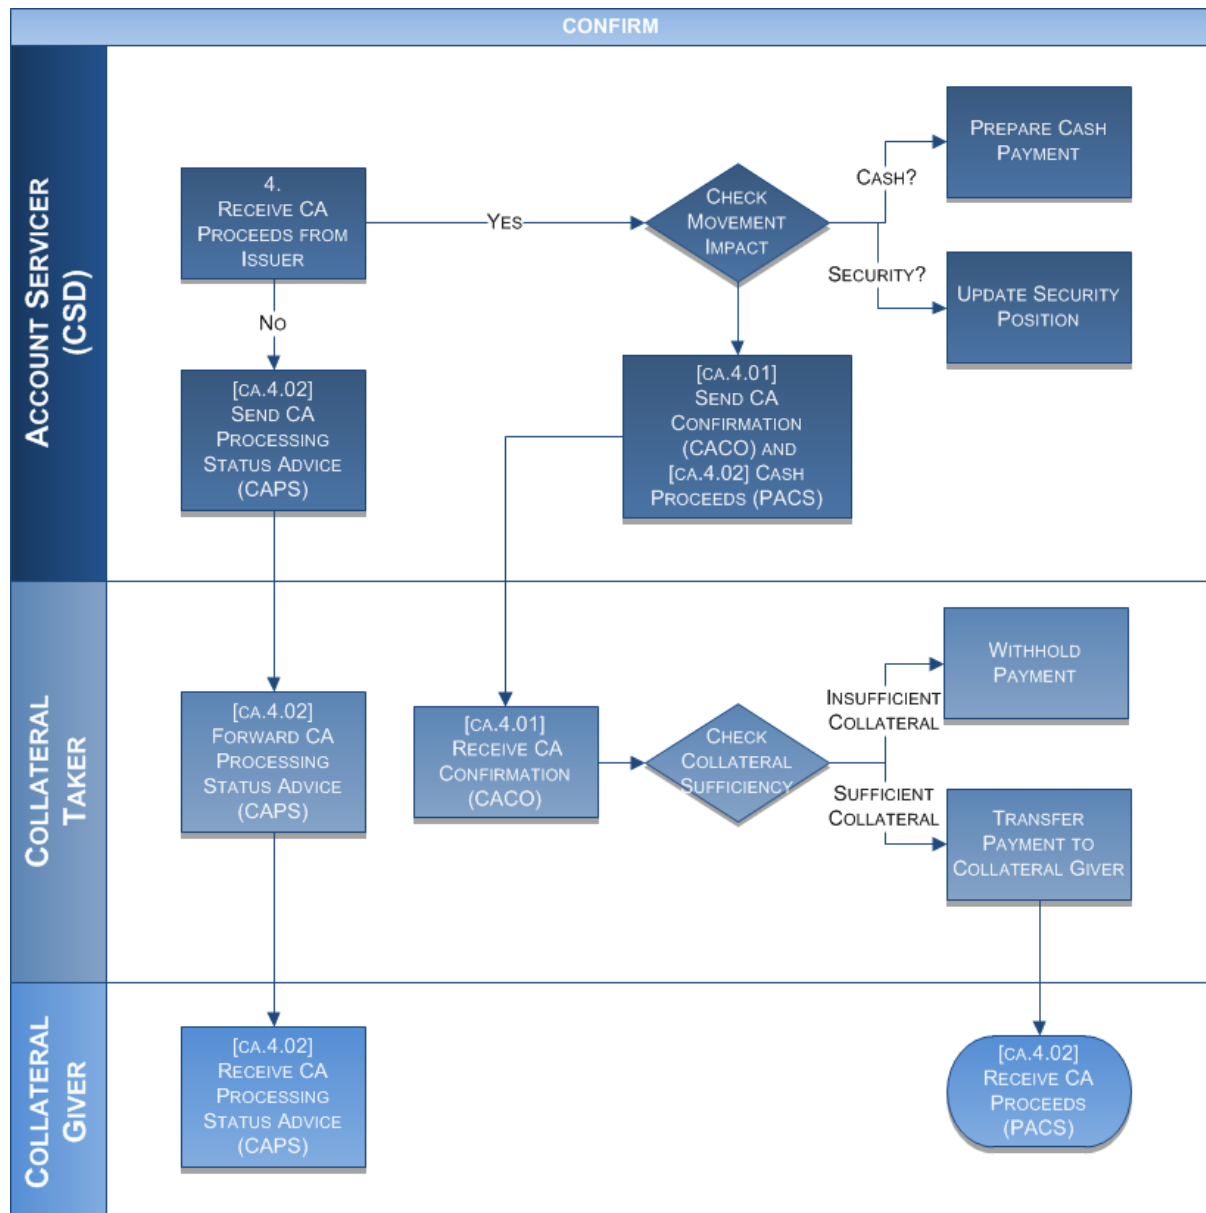 CONFIRM
ACCOUNT SERVICER
(CSD)
4.
RECEIVE CA
PROCEEDS FROM
ISSUER
YES
CHECK
MOVEMENT
IMPACT
CASH?
PREPARE CASH
PAYMENT
SECURITY?
UPDATE SECURITY
POSITION
NO
[CA.4.02]
SEND CA
PROCESSING
STATUS ADVICE
(CAPS)
[CA.4.01]
SEND CA
CONFIRMATION
(CACO) AND
[CA.4.02] CASH
PROCEEDS (PACS)
COLLATERAL
TAKER
[CA.4.02]
FORWARD CA
PROCESSING
STATUS ADVICE
(CAPS)
[CA.4.01]
RECEIVE CA
CONFIRMATION
(CACO)
CHECK
COLLATERAL
SUFFICIENCY
INSUFFICIENT
COLLATERAL
WITHHOLD
PAYMENT
SUFFICIENT
COLLATERAL
TRANSFER
PAYMENT TO
COLLATERAL GIVER
COLLATERAL
GIVER
[CA.4.02]
RECEIVE CA
PROCESSING
STATUS ADVICE
(CAPS)
[CA.4.02]
RECEIVE CA
PROCEEDS
(PACS)